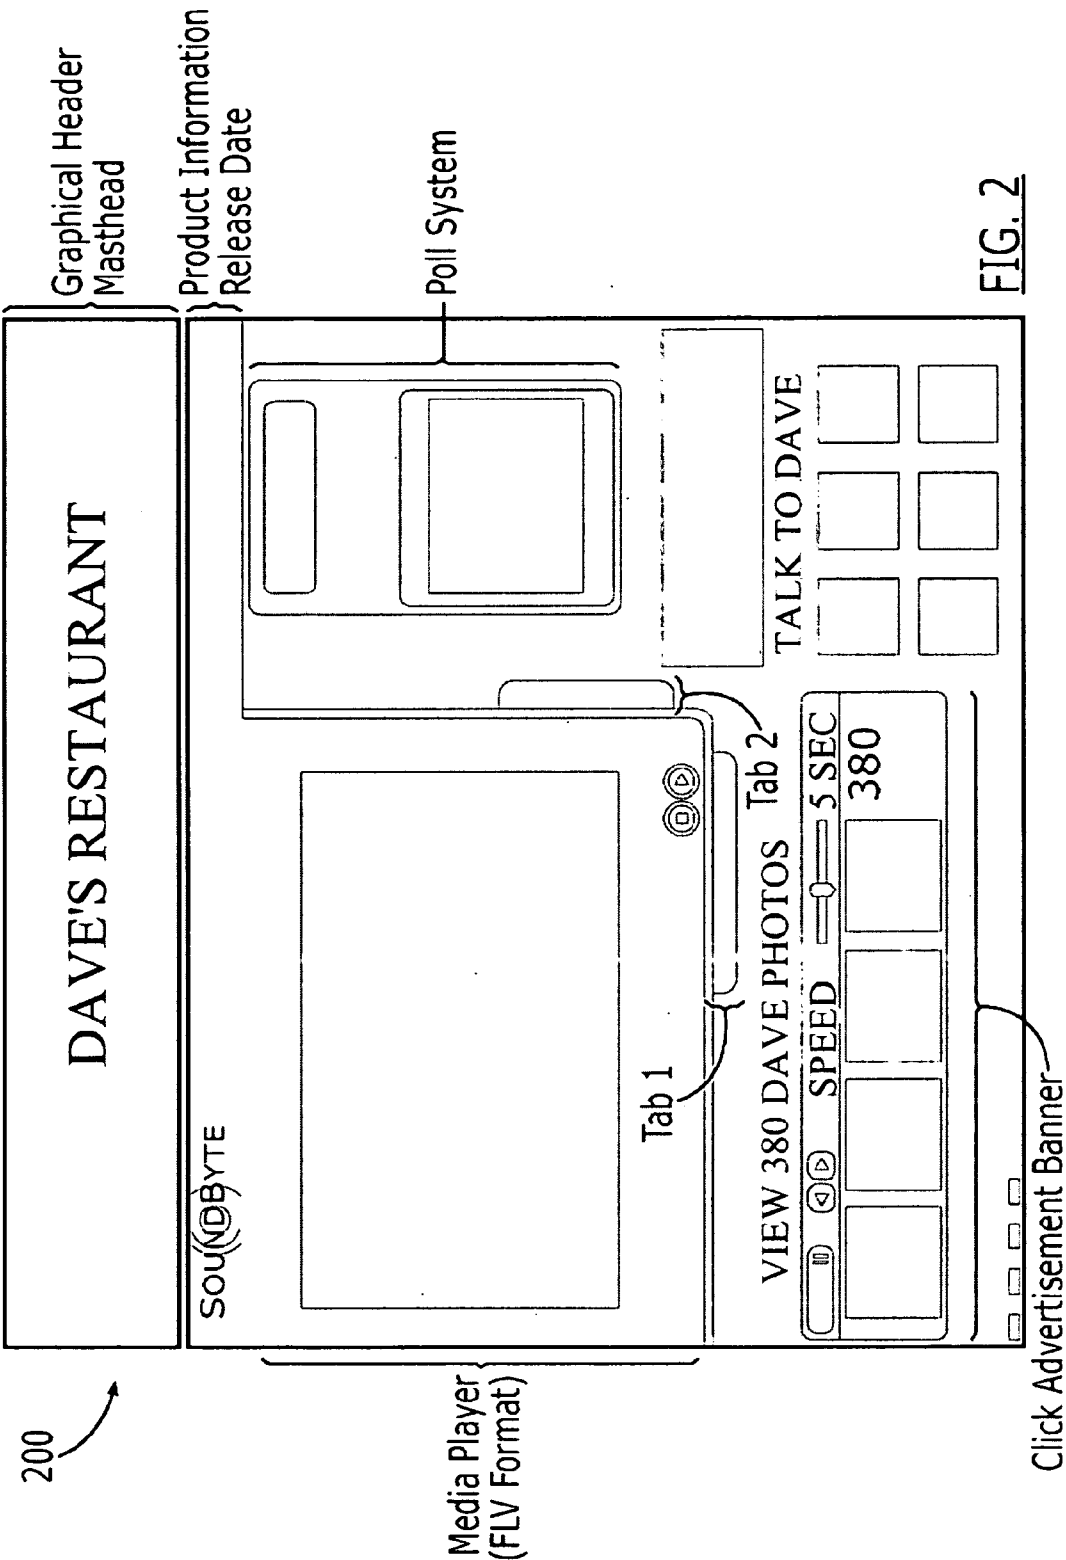 200
DAVE'S RESTAURANT
Graphical Header
Masthead
SOUNDBYTE
Product Information
Release Date
Media Player
(FLV Format)
Poll System
Tab 1
Tab 2
VIEW 380 DAVE PHOTOS
TALK TO DAVE
SPEED
5 SEC
380
Click Advertisement Banner
FIG. 2